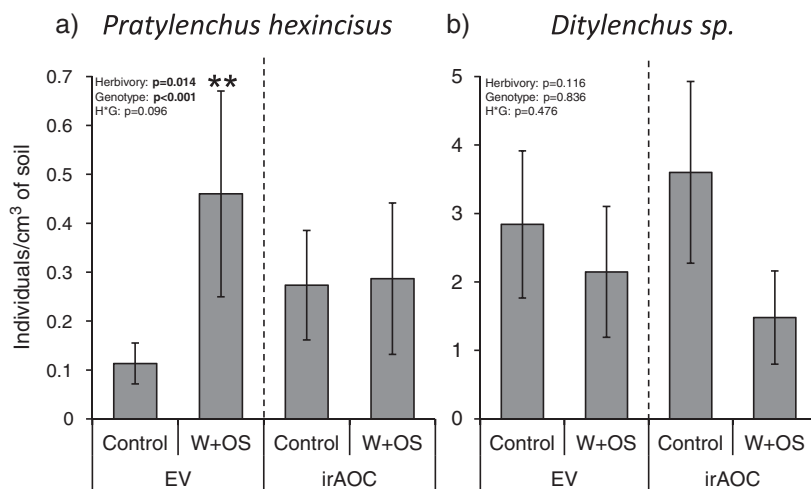 a) Pratylenchus hexincisus
Herbivory: p=0.014
Genotype: p<0.001
H*G: p=0.096
**
Individuals/cm³ of soil
0.7
0.6
0.5
0.4
0.3
0.2
0.1
0
Control W+OS Control W+OS
EV irAOC
b) Ditylenchus sp.
Herbivory: p=0.116
Genotype: p=0.836
H*G: p=0.476
5
4
3
2
1
0
Control W+OS Control W+OS
EV irAOC